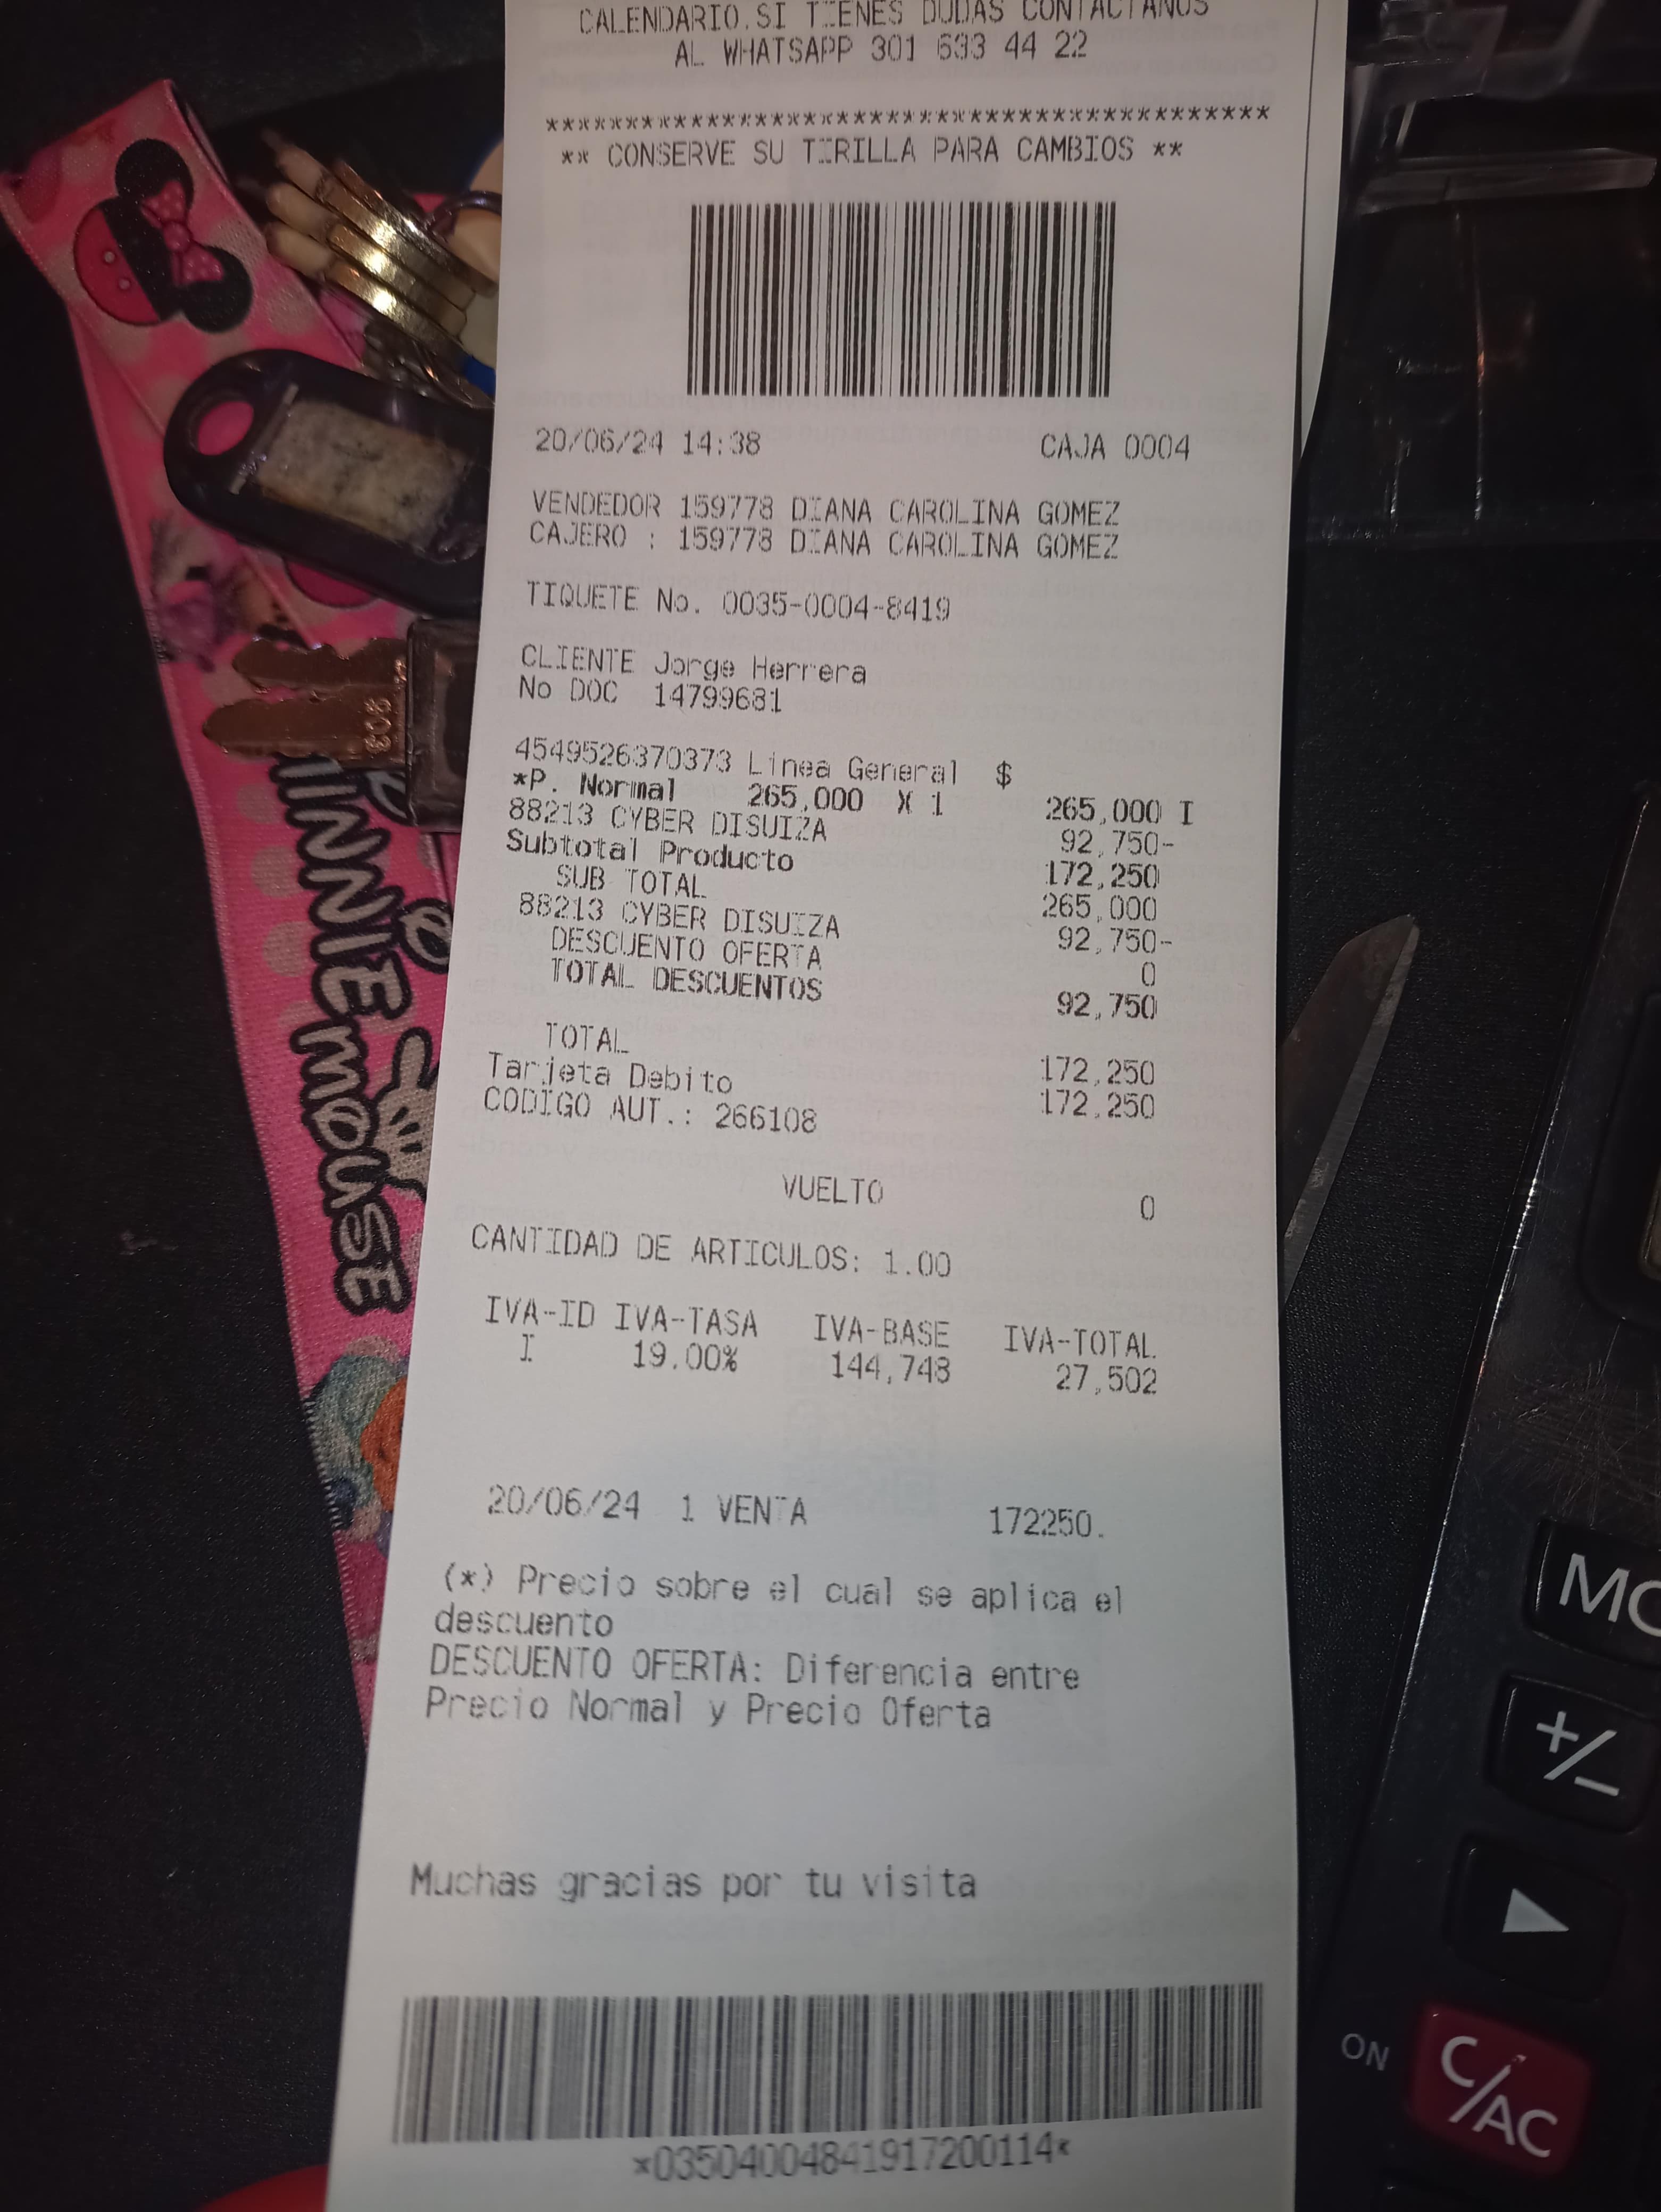 CALENDARIO.SI TIENES DUDAS CONTACTANOS
AL WHATSAPP 301 633 44 22
********************************************
** CONSERVE SU TIRILLA PARA CAMBIOS **
20/06/24 14:38 CAJA 0004
VENDEDOR 159778 DIANA CAROLINA GOMEZ
CAJERO : 159778 DIANA CAROLINA GOMEZ
TIQUETE No. 0035-0004-8419
CLIENTE Jorge Herrera
No DOC 14799681
4549526370373 Linea General $
*P. Normal 265,000 X 1 265,000 I
88213 CYBER DISUIZA 92,750-
Subtotal Producto 172,250
SUB TOTAL 265,000
88213 CYBER DISUIZA 92,750-
DESCUENTO OFERTA 0
TOTAL DESCUENTOS 92,750
TOTAL 172,250
Tarjeta Debito 172,250
CODIGO AUT.: 266108
VUELTO 0
CANTIDAD DE ARTICULOS: 1.00
IVA-ID IVA-TASA IVA-BASE IVA-TOTAL
I 19.00% 144,748 27,502
20/06/24 1 VENTA 172250.
(*) Precio sobre el cual se aplica el
descuento
DESCUENTO OFERTA: Diferencia entre
Precio Normal y Precio Oferta
Muchas gracias por tu visita
*03504004841917200114*
MINNIE
MOUSE
803
+/-
ON
C/AC